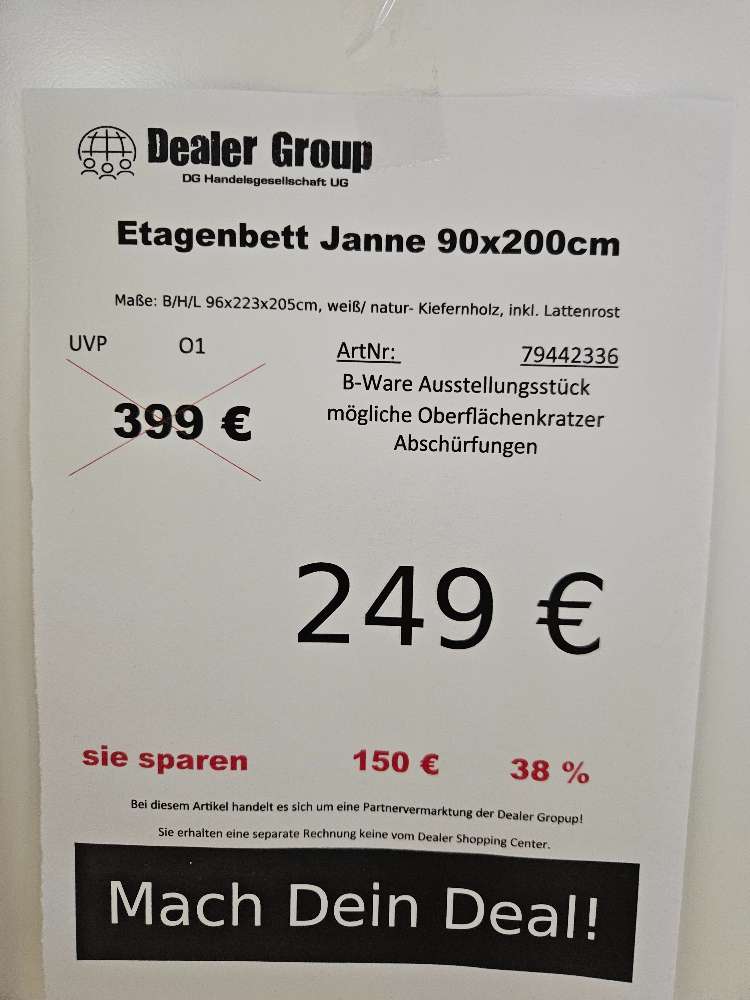 Dealer Group
DG Handelsgesellschaft UG
Etagenbett Janne 90x200cm
Maße: B/H/L 96x223x205cm, weiß/ natur- Kiefernholz, inkl. Lattenrost
UVP O1 ArtNr: 79442336
B-Ware Ausstellungsstück
399 € mögliche Oberflächenkratzer
Abschürfungen
249 €
sie sparen 150 € 38 %
Bei diesem Artikel handelt es sich um eine Partnervermarktung der Dealer Gropup!
Sie erhalten eine separate Rechnung keine vom Dealer Shopping Center.
Mach Dein Deal!